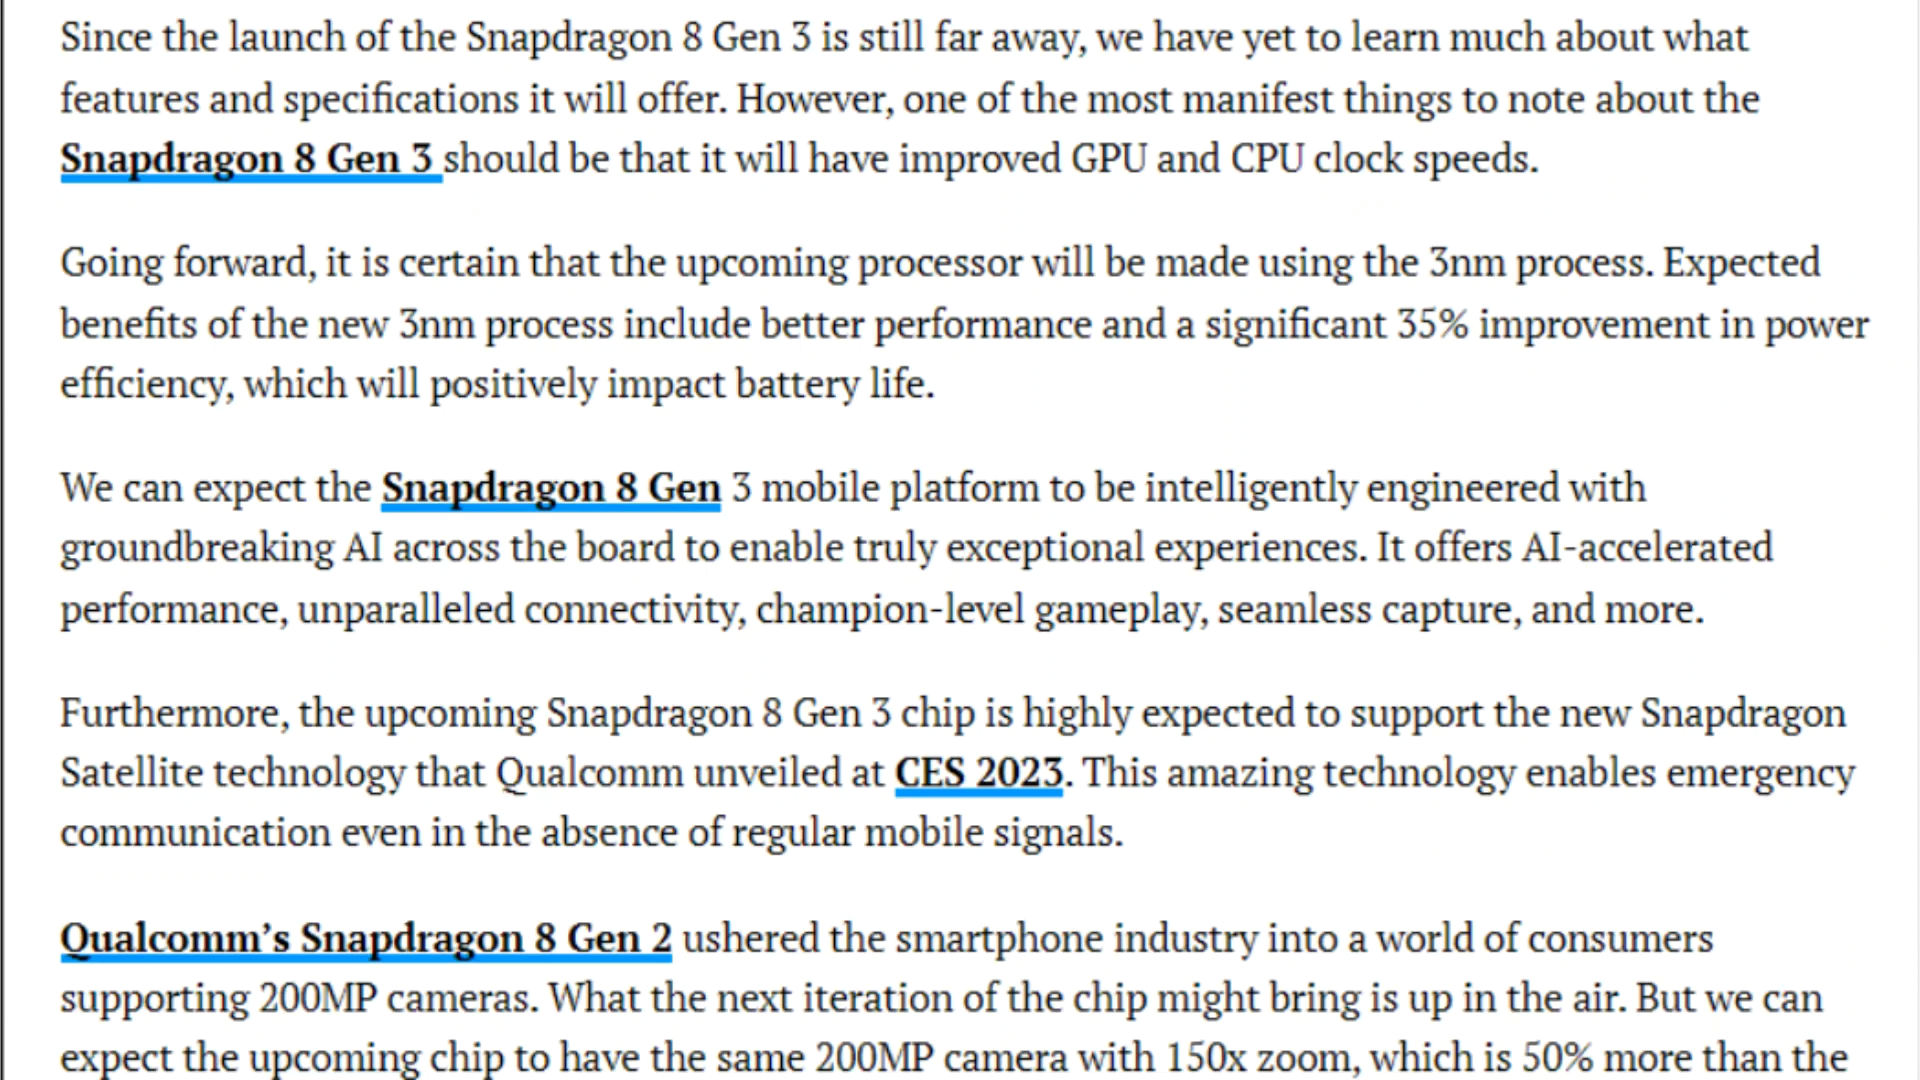 Since the launch of the Snapdragon 8 Gen 3 is still far away, we have yet to learn much about what
features and specifications it will offer. However, one of the most manifest things to note about the
Snapdragon 8 Gen 3 should be that it will have improved GPU and CPU clock speeds.
Going forward, it is certain that the upcoming processor will be made using the 3nm process. Expected
benefits of the new 3nm process include better performance and a significant 35% improvement in power
efficiency, which will positively impact battery life.
We can expect the Snapdragon 8 Gen 3 mobile platform to be intelligently engineered with
groundbreaking AI across the board to enable truly exceptional experiences. It offers AI-accelerated
performance, unparalleled connectivity, champion-level gameplay, seamless capture, and more.
Furthermore, the upcoming Snapdragon 8 Gen 3 chip is highly expected to support the new Snapdragon
Satellite technology that Qualcomm unveiled at CES 2023. This amazing technology enables emergency
communication even in the absence of regular mobile signals.
Qualcomm’s Snapdragon 8 Gen 2 ushered the smartphone industry into a world of consumers
supporting 200MP cameras. What the next iteration of the chip might bring is up in the air. But we can
expect the upcoming chip to have the same 200MP camera with 150x zoom, which is 50% more than the